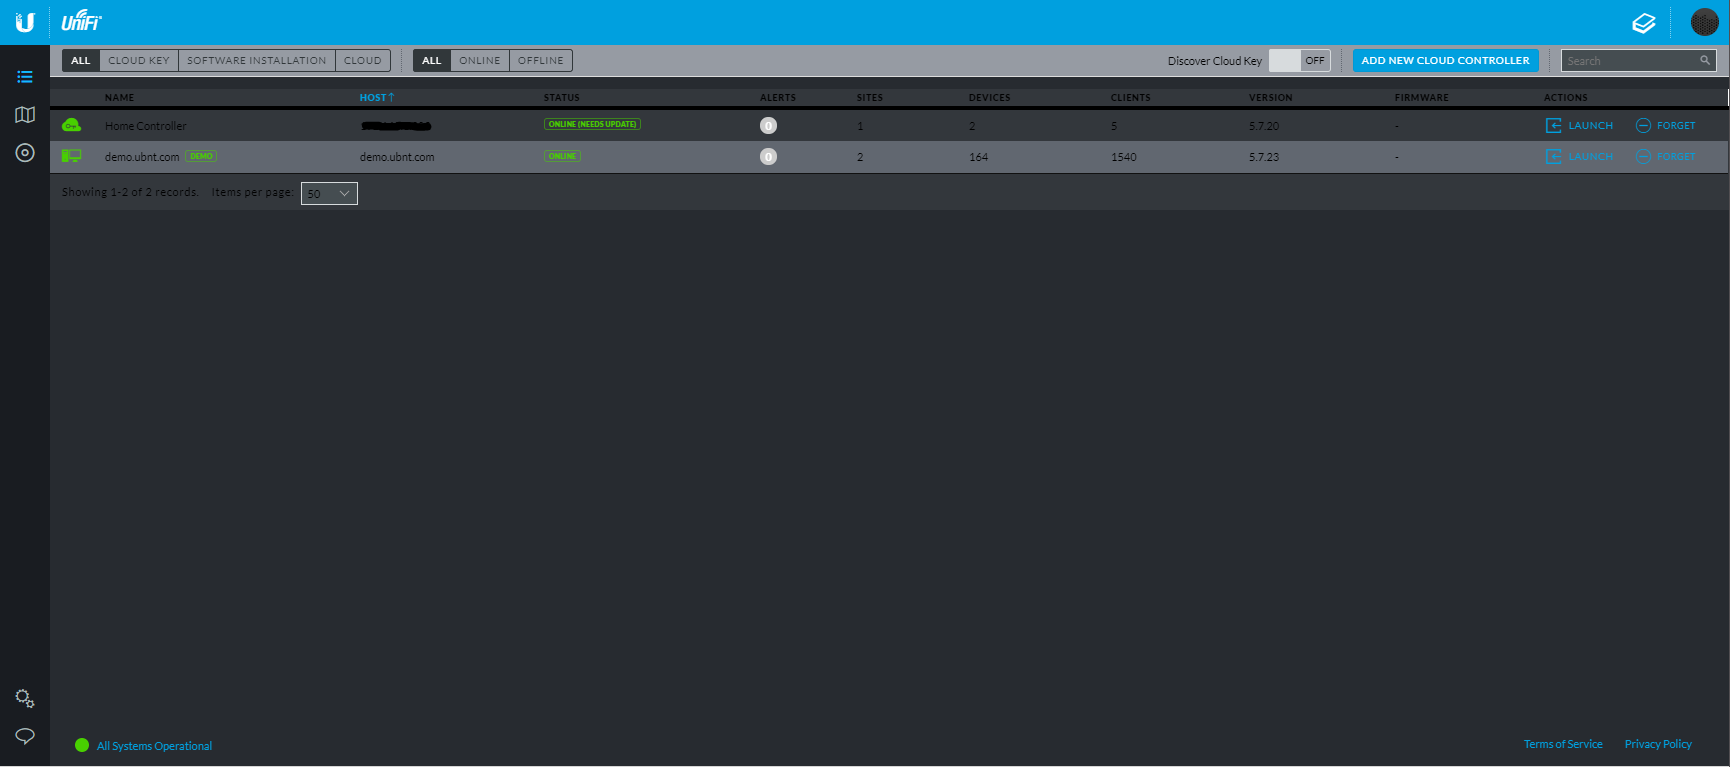 U UniFi
ALL CLOUD KEY SOFTWARE INSTALLATION CLOUD ALL ONLINE OFFLINE Discover Cloud Key OFF ADD NEW CLOUD CONTROLLER Search
NAME HOST↑ STATUS ALERTS SITES DEVICES CLIENTS VERSION FIRMWARE ACTIONS
Home Controller ONLINE (NEEDS UPDATE) 0 1 2 5 5.7.20 - LAUNCH FORGET
demo.ubnt.com DEMO demo.ubnt.com ONLINE 0 2 164 1540 5.7.23 - LAUNCH FORGET
Showing 1-2 of 2 records. Items per page: 50
All Systems Operational Terms of Service Privacy Policy